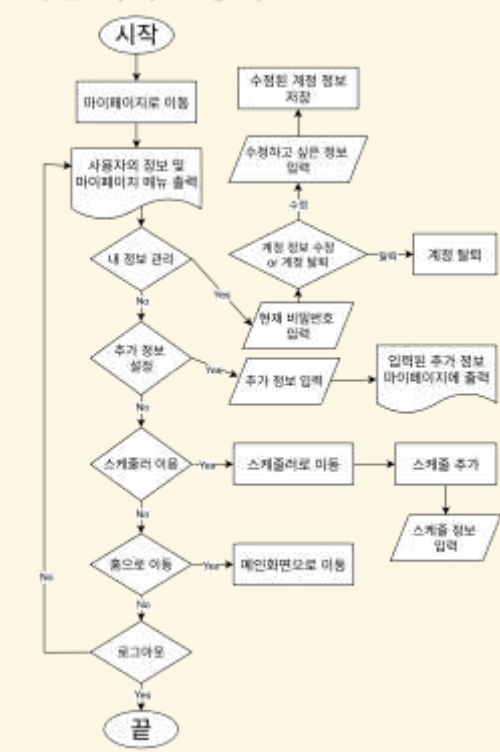 시작
마이페이지로 이동
사용자의 정보 및
마이페이지 메뉴 출력
수정된 계정 정보
저장
수정하고 싶은 정보
입력
수정
계정 정보 수정
or 계정 탈퇴
탈퇴
계정 탈퇴
내 정보 관리
Yes
현재 비밀번호
입력
No
추가 정보
설정
Yes
추가 정보 입력
입력된 추가 정보
마이페이지에 출력
No
스케줄러 이용
Yes
스케줄러로 이동
스케줄 추가
스케줄 정보
입력
No
홈으로 이동
Yes
메인화면으로 이동
No
No
로그아웃
Yes
끝